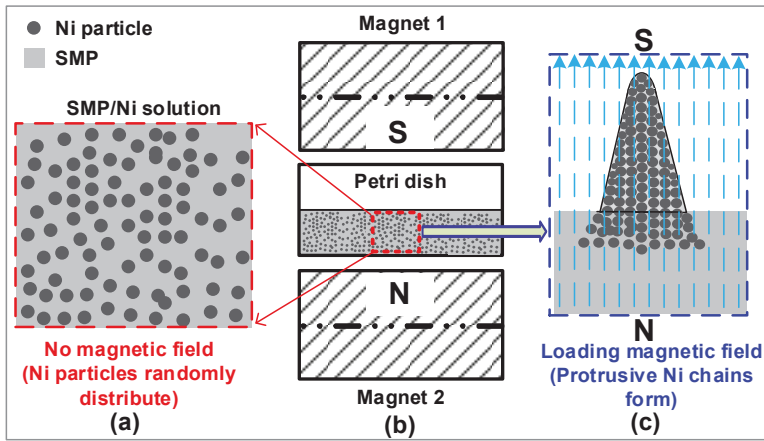 Ni particle
SMP
SMP/Ni solution
No magnetic field
(Ni particles randomly
distribute)
(a)
Magnet 1
S
Petri dish
N
Magnet 2
(b)
S
N
Loading magnetic field
(Protrusive Ni chains
form)
(c)